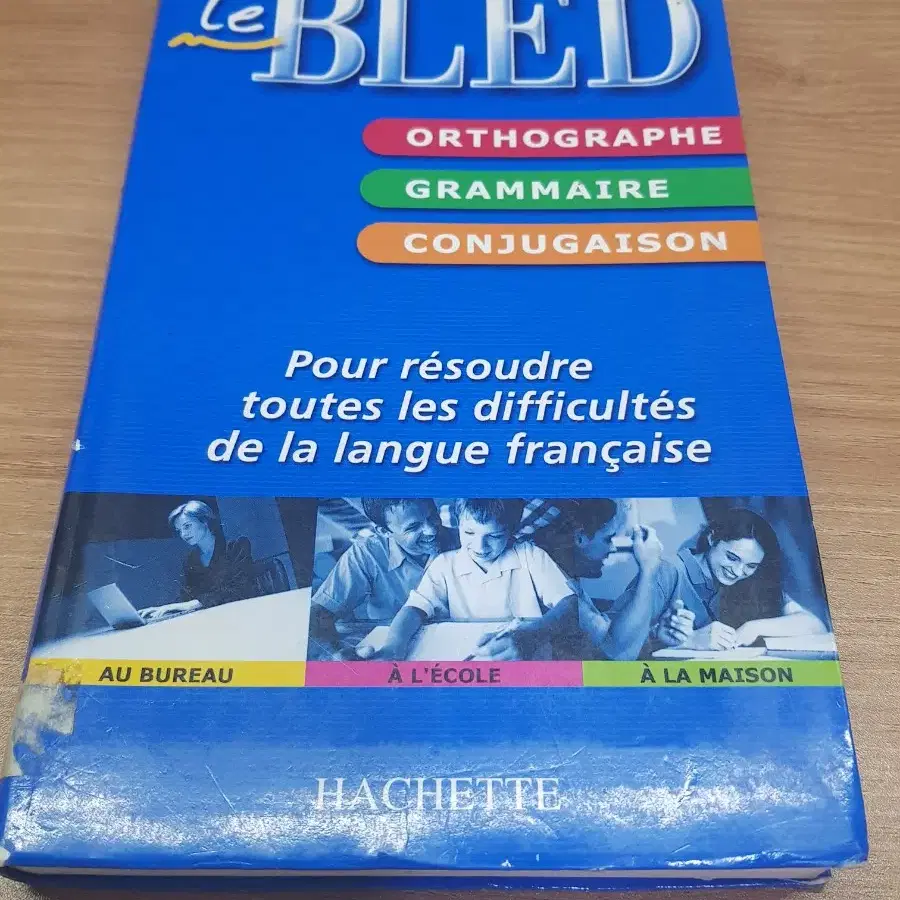 le BLED
ORTHOGRAPHE
GRAMMAIRE
CONJUGAISON
Pour résoudre
toutes les difficultés
de la langue française
AU BUREAU
À L'ÉCOLE
À LA MAISON
HACHETTE